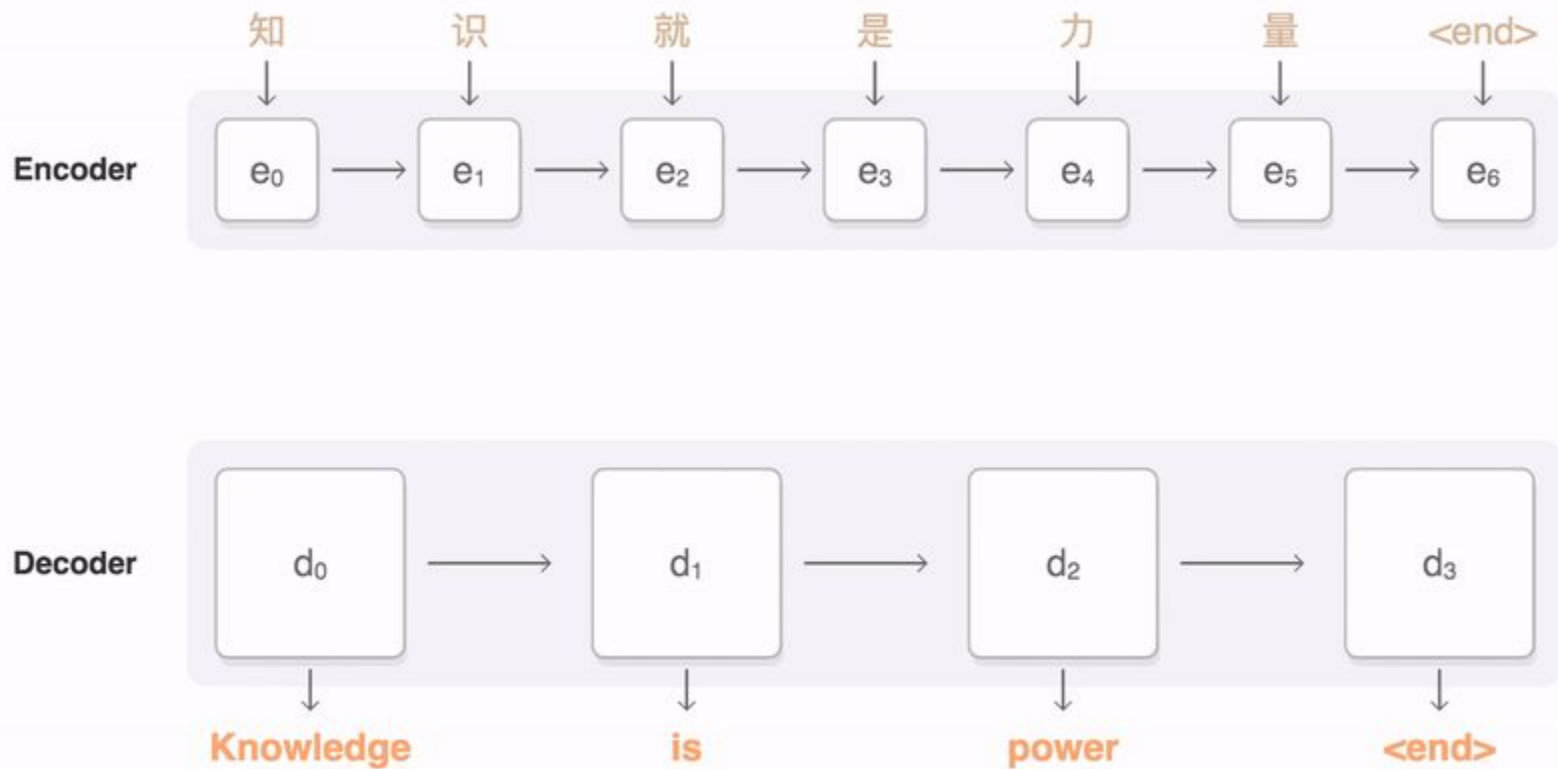 知 识 就 是 力 量 <end>
Encoder e₀ e₁ e₂ e₃ e₄ e₅ e₆
Decoder d₀ d₁ d₂ d₃
Knowledge is power <end>